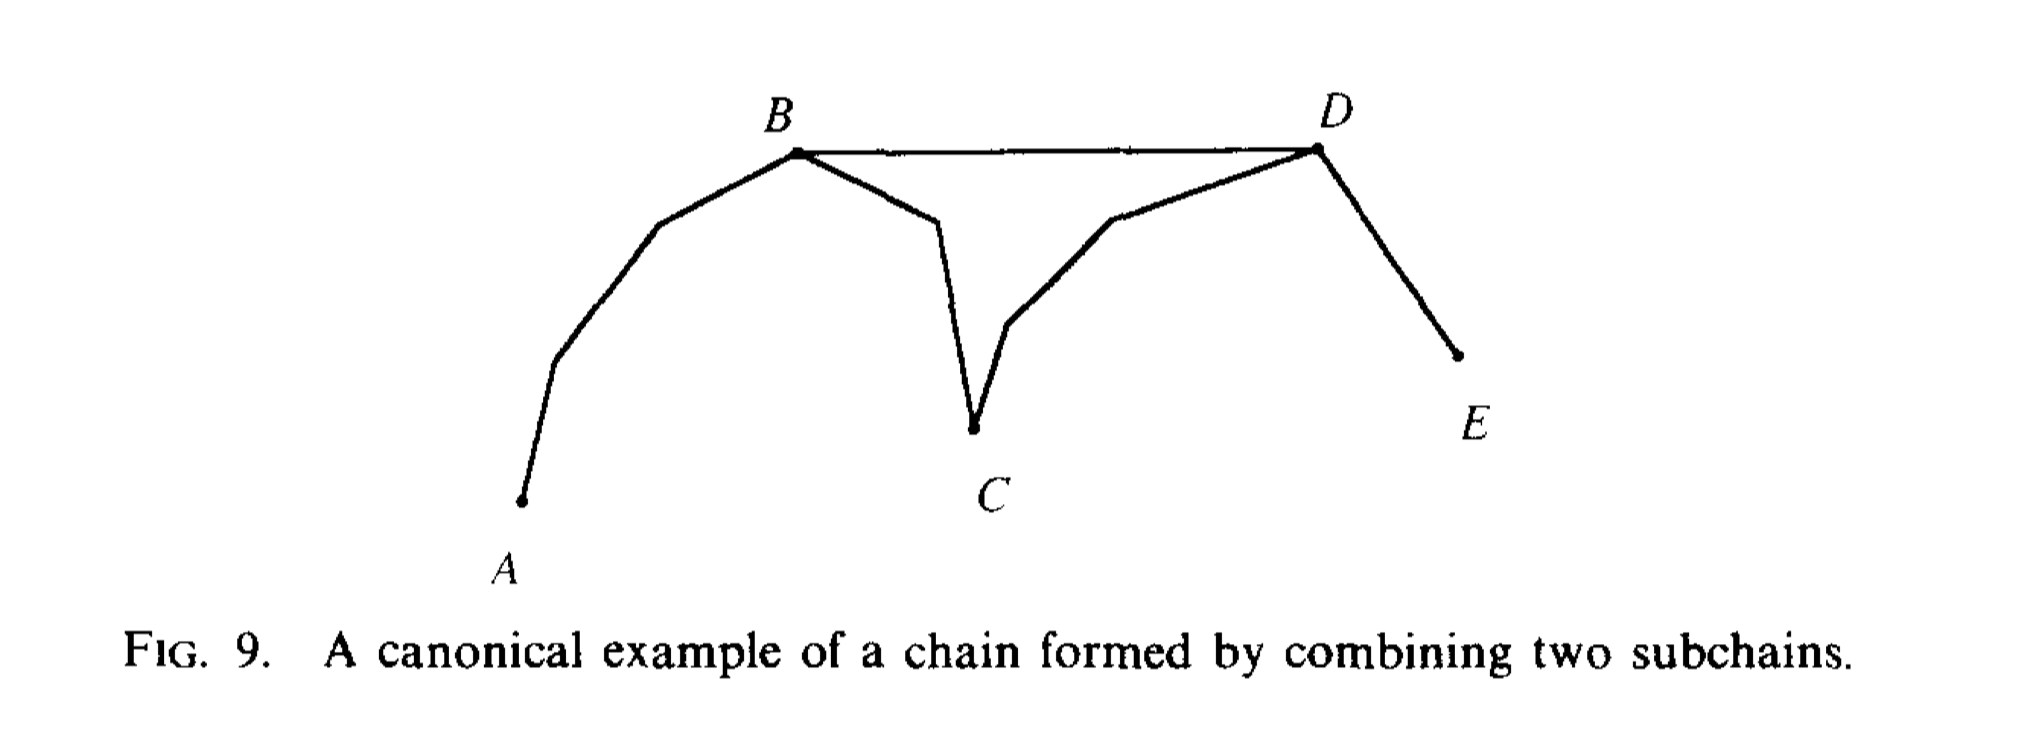 B
D
E
C
A
FIG. 9. A canonical example of a chain formed by combining two subchains.